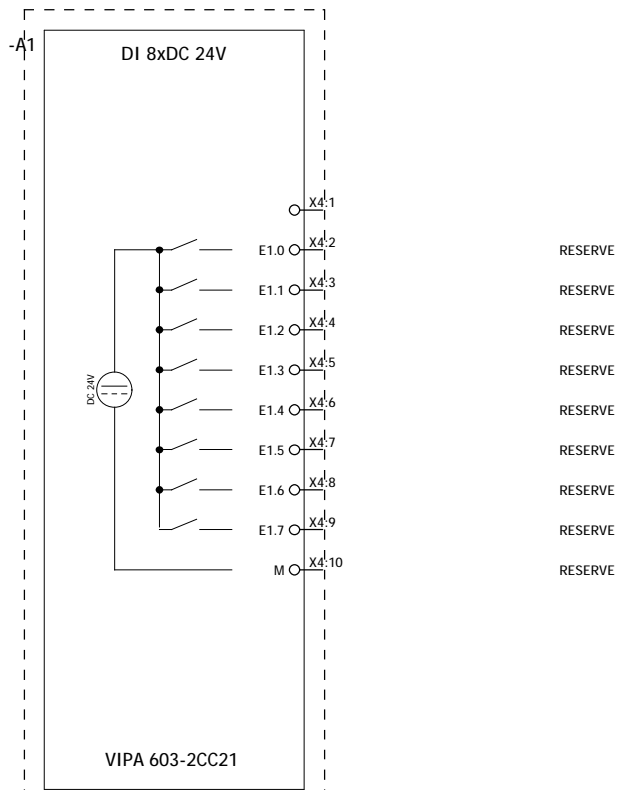 -A1
DI 8xDC 24V
X4:1
E1.0 X4:2 RESERVE
E1.1 X4:3 RESERVE
E1.2 X4:4 RESERVE
E1.3 X4:5 RESERVE
DC 24V
E1.4 X4:6 RESERVE
E1.5 X4:7 RESERVE
E1.6 X4:8 RESERVE
E1.7 X4:9 RESERVE
M X4:10 RESERVE
VIPA 603-2CC21